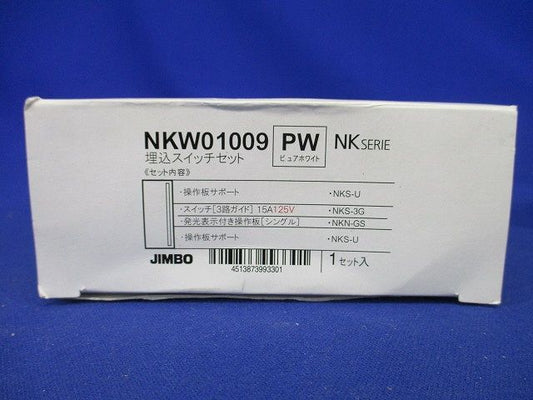 NKW01009 PW NK SERIE
埋込スイッチセット ピュアホワイト
《セット内容》
・操作板サポート ・NKS-U
・スイッチ[3路ガイド] 15A125V ・NKS-3G
・発光表示付き操作板[シングル] ・NKN-GS
・操作板サポート ・NKS-U
JIMBO 1セット入
4513873993301